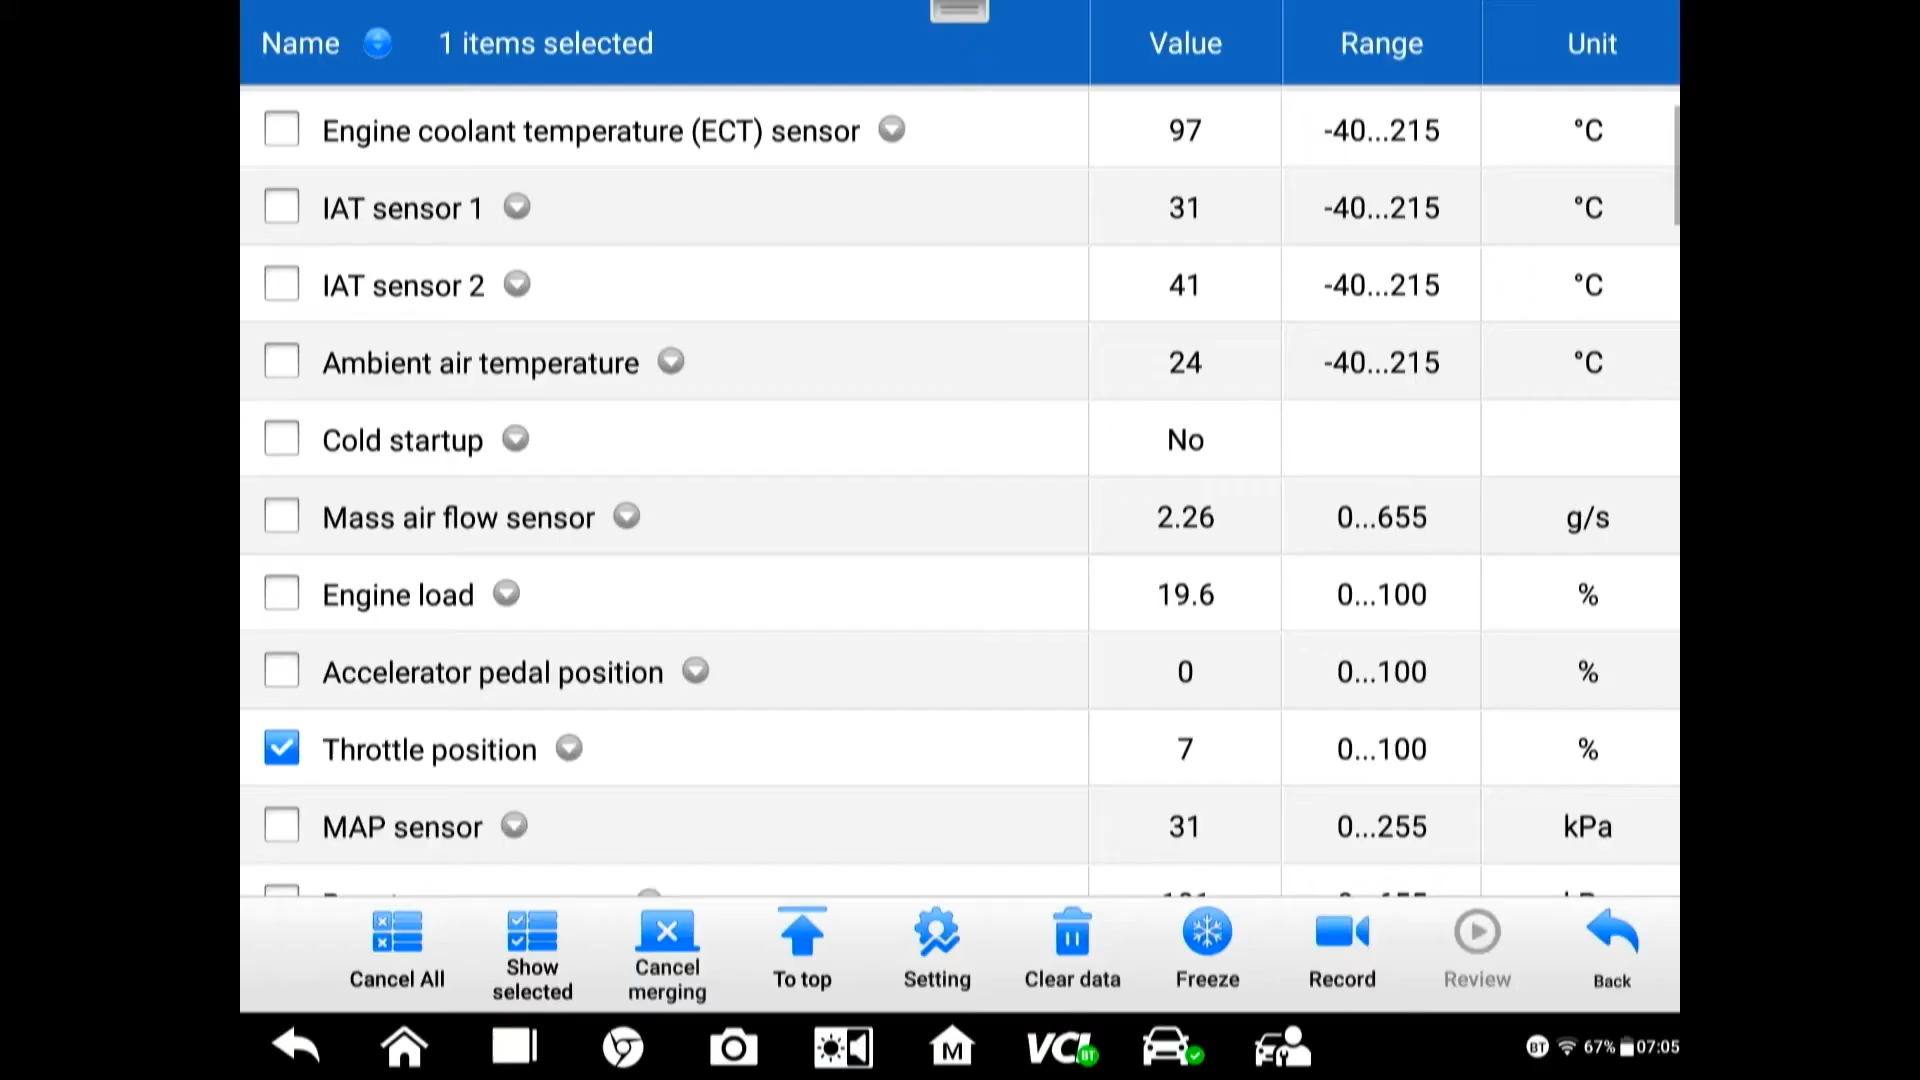 Name 1 items selected Value Range Unit
Engine coolant temperature (ECT) sensor 97 -40...215 °C
IAT sensor 1 31 -40...215 °C
IAT sensor 2 41 -40...215 °C
Ambient air temperature 24 -40...215 °C
Cold startup No
Mass air flow sensor 2.26 0...655 g/s
Engine load 19.6 0...100 %
Accelerator pedal position 0 0...100 %
Throttle position 7 0...100 %
MAP sensor 31 0...255 kPa
Cancel All
Show
selected
Cancel
merging
To top
Setting
Clear data
Freeze
Record
Review
Back
M
VCI
BT
BT 67% 07:05